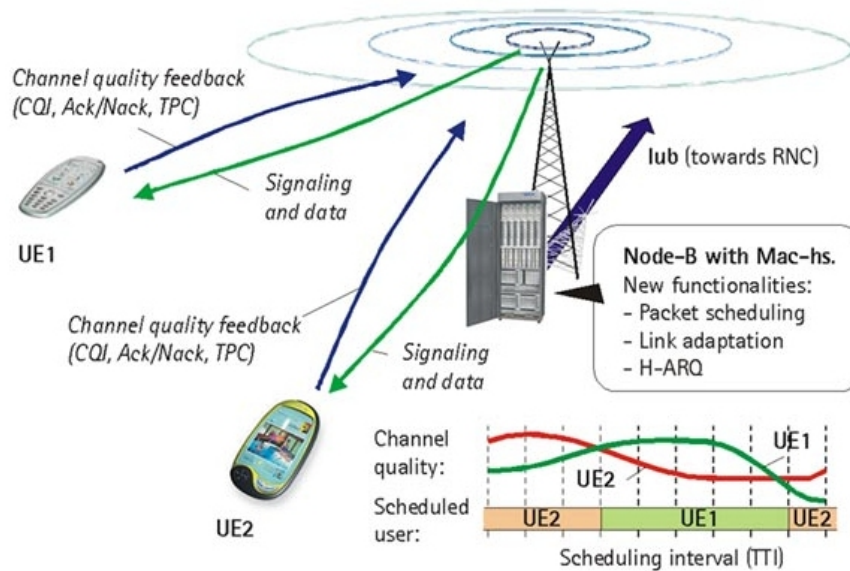 Channel quality feedback
(CQI, Ack/Nack, TPC)
Iub (towards RNC)
Signaling
and data
UE1
Node-B with Mac-hs.
New functionalities:
- Packet scheduling
- Link adaptation
- H-ARQ
Channel quality feedback
(CQI, Ack/Nack, TPC)
Signaling
and data
UE2
Channel
quality:
UE1
UE2
Scheduled
user:
UE2 UE1 UE2
Scheduling interval (TTI)